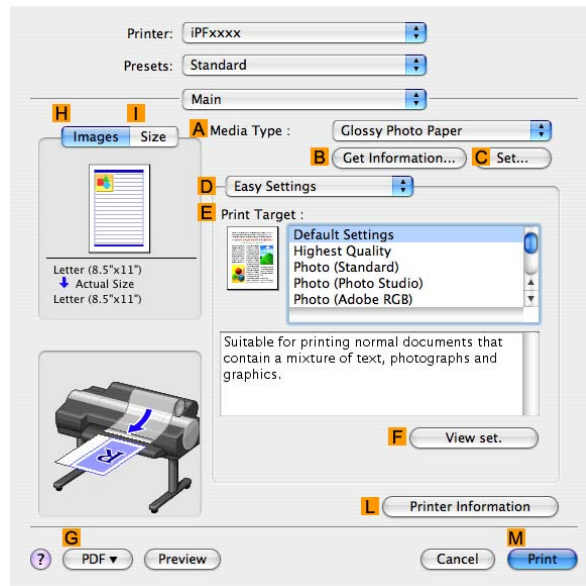 Printer: iPFxxxx
Presets: Standard
Main
H I
Images Size
A Media Type : Glossy Photo Paper
B Get Information... C Set...
D Easy Settings
E Print Target :
Default Settings
Highest Quality
Photo (Standard)
Photo (Photo Studio)
Photo (Adobe RGB)
Letter (8.5"x11")
Actual Size
Letter (8.5"x11")
Suitable for printing normal documents that
contain a mixture of text, photographs and
graphics.
R
F View set.
L Printer Information
G M
? PDF ▼ Preview Cancel Print